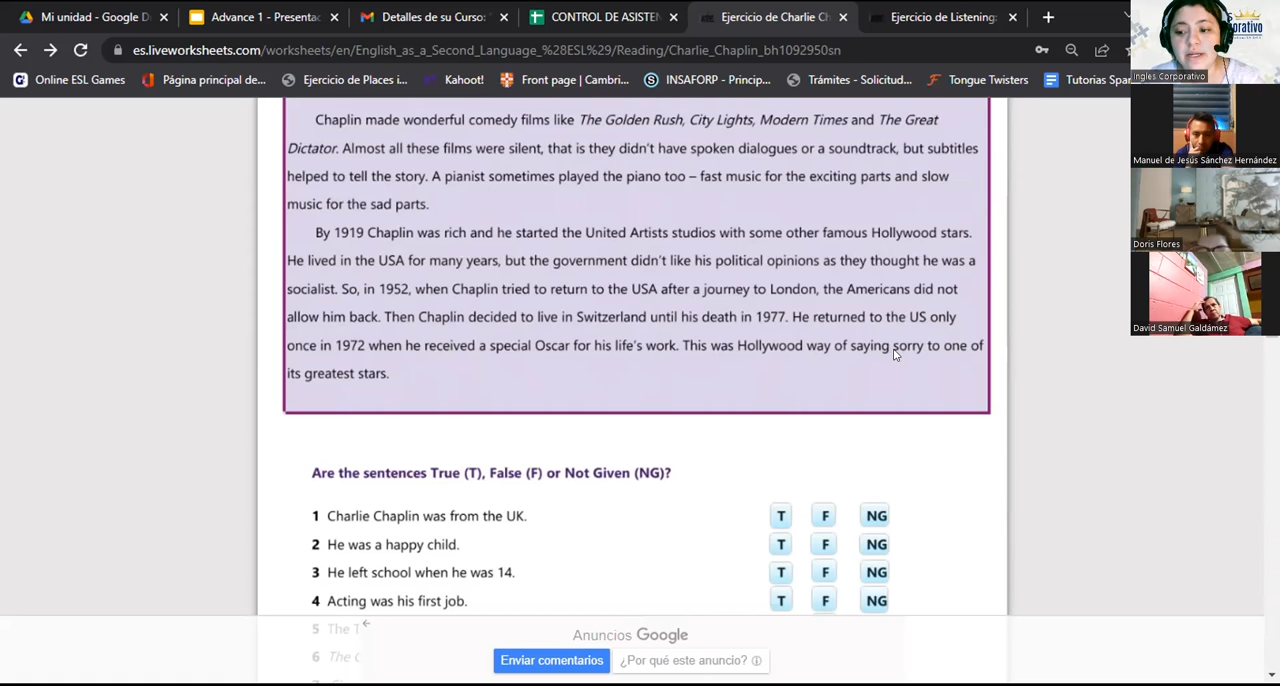 Mi unidad - Google D
Advance 1 - Presenta
Detalles de su Curso:
CONTROL DE ASISTEN
Ejercicio de Charlie Ch
Ejercicio de Listening:
es.liveworksheets.com/worksheets/en/English_as_a_Second_Language_%28ESL%29/Reading/Charlie_Chaplin_bh1092950sn
Online ESL Games
Página principal de...
Ejercicio de Places i...
Kahoot!
Front page | Cambri...
INSAFORP - Princip...
Trámites - Solicitud...
Tongue Twisters
Tutorias Span
Chaplin made wonderful comedy films like The Golden Rush, City Lights, Modern Times and The Great
Dictator. Almost all these films were silent, that is they didn't have spoken dialogues or a soundtrack, but subtitles
helped to tell the story. A pianist sometimes played the piano too – fast music for the exciting parts and slow
music for the sad parts.
By 1919 Chaplin was rich and he started the United Artists studios with some other famous Hollywood stars.
He lived in the USA for many years, but the government didn't like his political opinions as they thought he was a
socialist. So, in 1952, when Chaplin tried to return to the USA after a journey to London, the Americans did not
allow him back. Then Chaplin decided to live in Switzerland until his death in 1977. He returned to the US only
once in 1972 when he received a special Oscar for his life's work. This was Hollywood way of saying sorry to one of
its greatest stars.
Are the sentences True (T), False (F) or Not Given (NG)?
1 Charlie Chaplin was from the UK. T F NG
2 He was a happy child. T F NG
3 He left school when he was 14. T F NG
4 Acting was his first job. T F NG
5 The T
6 The G
Anuncios Google
Enviar comentarios
¿Por qué este anuncio?
orativo
Ingles Corporativo
Manuel de Jesús Sánchez Hernández
Doris Flores
David Samuel Galdámez